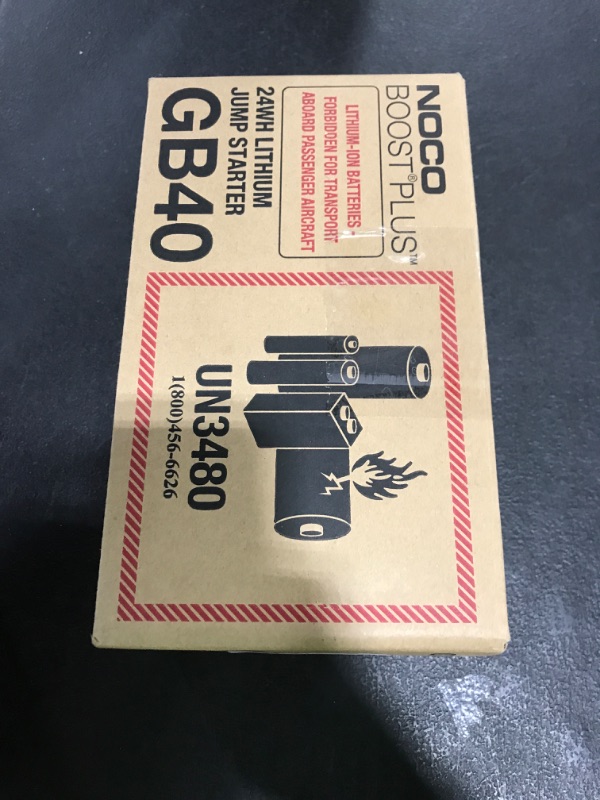 NOCO
BOOST®PLUS™
LITHIUM-ION BATTERIES -
FORBIDDEN FOR TRANSPORT
ABOARD PASSENGER AIRCRAFT
24WH LITHIUM
JUMP STARTER
GB40
UN3480
1(800)456-6626